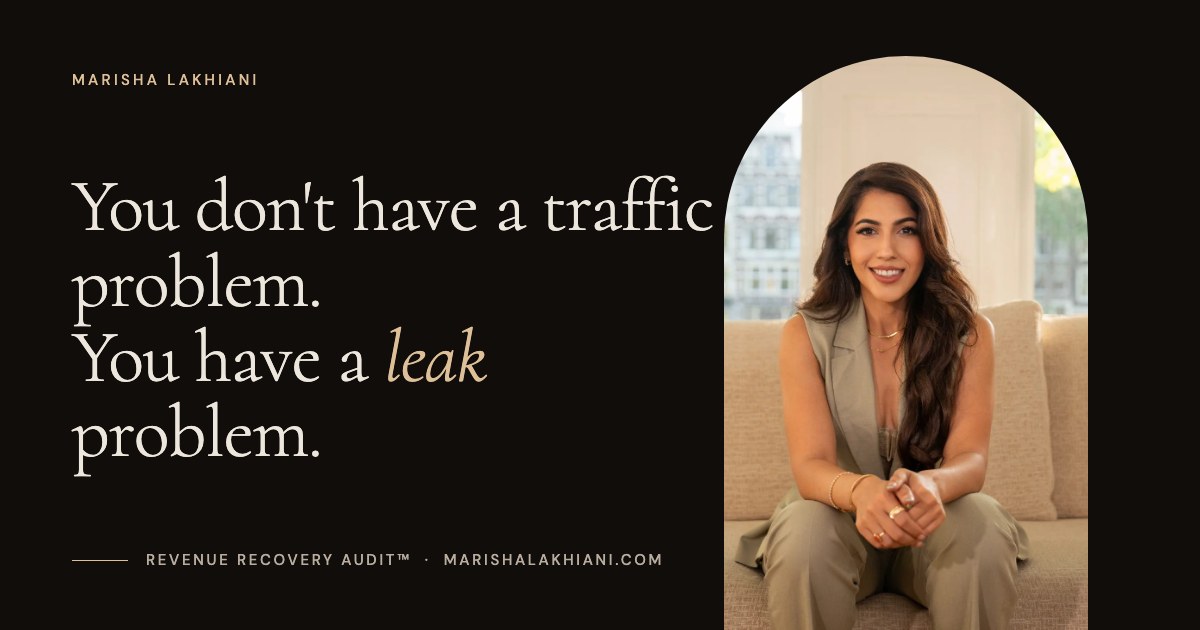 MARISHA LAKHIANI
You don't have a traffic
problem.
You have a leak
problem.
REVENUE RECOVERY AUDIT™ · MARISHALAKHIANI.COM